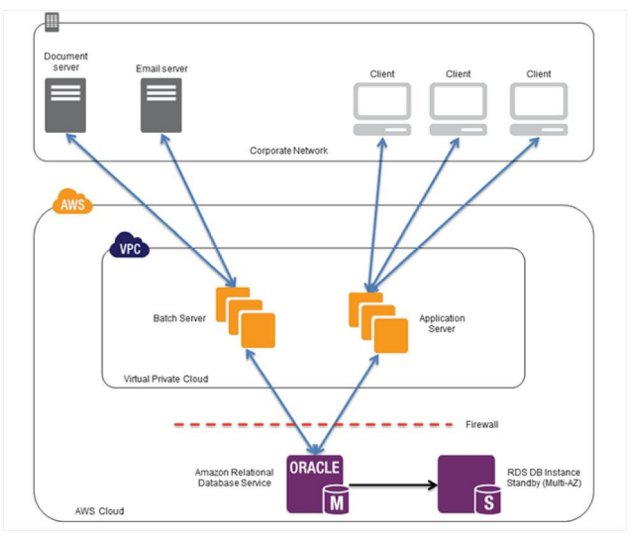 Document
server
Email server
Client
Client
Client
Corporate Network
AWS
VPC
Batch Server
Application
Server
Virtual Private Cloud
Firewall
Amazon Relational
Database Service
ORACLE
M
S
RDS DB Instance
Standby (Multi-AZ)
AWS Cloud